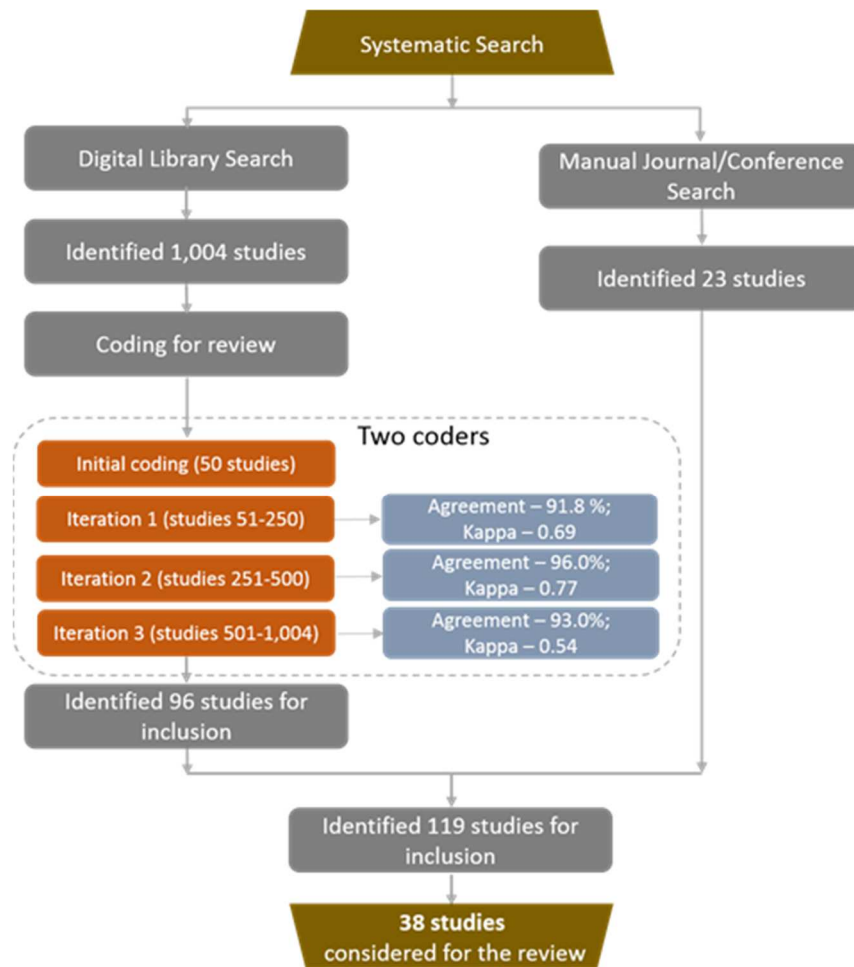 Systematic Search
Digital Library Search
Manual Journal/Conference
Search
Identified 1,004 studies
Identified 23 studies
Coding for review
Two coders
Initial coding (50 studies)
Iteration 1 (studies 51-250)
Agreement – 91.8 %;
Kappa – 0.69
Iteration 2 (studies 251-500)
Agreement – 96.0%;
Kappa – 0.77
Iteration 3 (studies 501-1,004)
Agreement – 93.0%;
Kappa – 0.54
Identified 96 studies for
inclusion
Identified 119 studies for
inclusion
38 studies
considered for the review